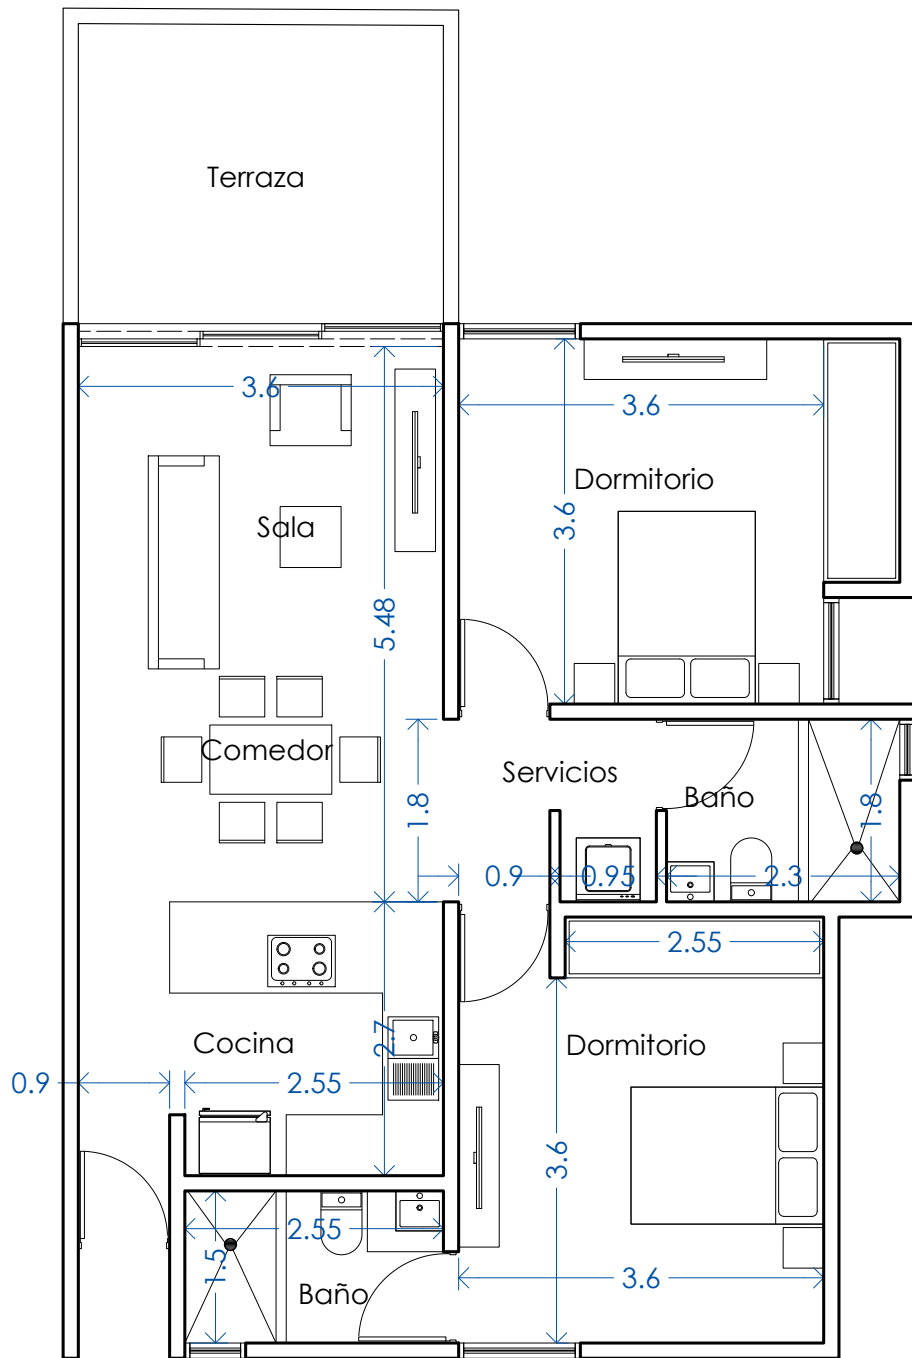 Terraza
3.6
3.6
Dormitorio
3.6
Sala
5.48
Comedor
Servicios
Baño
1.8
1.8
0.9
0.95
2.3
2.55
Cocina
2.7
Dormitorio
0.9
2.55
3.6
2.55
1.5
Baño
3.6